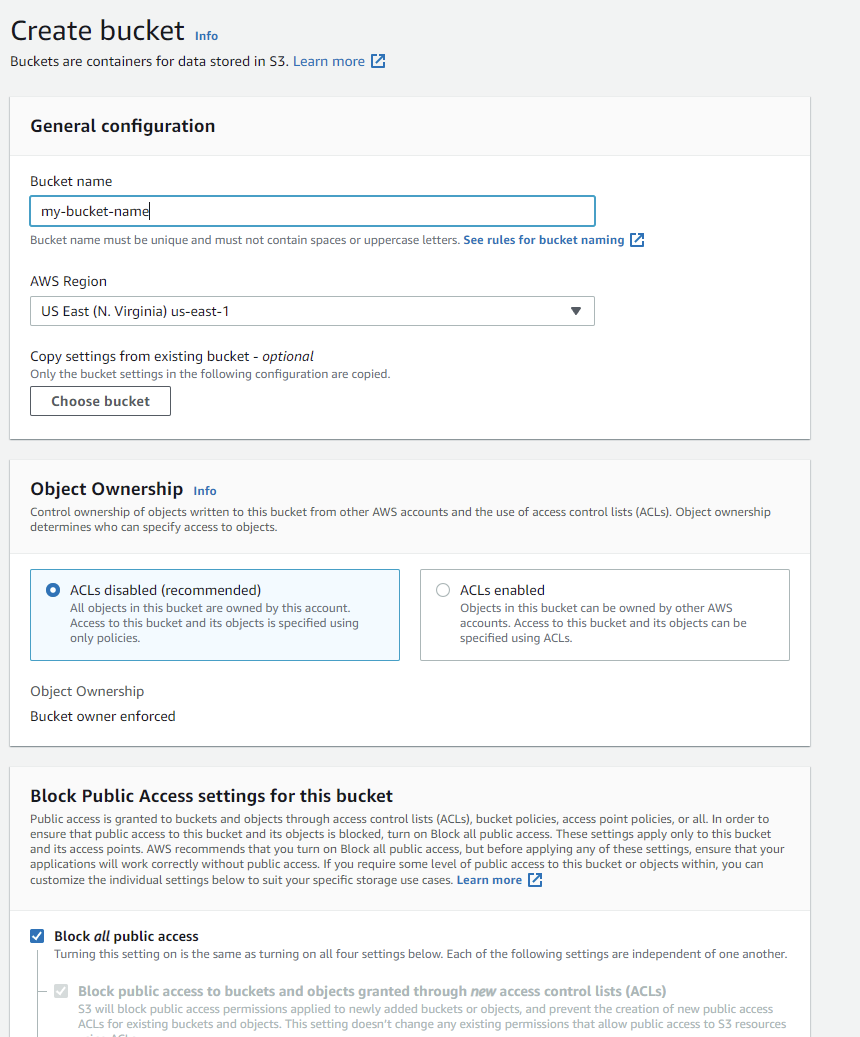 Create bucket Info
Buckets are containers for data stored in S3. Learn more
General configuration
Bucket name
my-bucket-name
Bucket name must be unique and must not contain spaces or uppercase letters. See rules for bucket naming
AWS Region
US East (N. Virginia) us-east-1
Copy settings from existing bucket - optional
Only the bucket settings in the following configuration are copied.
Choose bucket
Object Ownership Info
Control ownership of objects written to this bucket from other AWS accounts and the use of access control lists (ACLs). Object ownership
determines who can specify access to objects.
ACLs disabled (recommended)
All objects in this bucket are owned by this account.
Access to this bucket and its objects is specified using
only policies.
ACLs enabled
Objects in this bucket can be owned by other AWS
accounts. Access to this bucket and its objects can be
specified using ACLs.
Object Ownership
Bucket owner enforced
Block Public Access settings for this bucket
Public access is granted to buckets and objects through access control lists (ACLs), bucket policies, access point policies, or all. In order to
ensure that public access to this bucket and its objects is blocked, turn on Block all public access. These settings apply only to this bucket
and its access points. AWS recommends that you turn on Block all public access, but before applying any of these settings, ensure that your
applications will work correctly without public access. If you require some level of public access to this bucket or objects within, you can
customize the individual settings below to suit your specific storage use cases. Learn more
Block all public access
Turning this setting on is the same as turning on all four settings below. Each of the following settings are independent of one another.
Block public access to buckets and objects granted through new access control lists (ACLs)
S3 will block public access permissions applied to newly added buckets or objects, and prevent the creation of new public access
ACLs for existing buckets and objects. This setting doesn't change any existing permissions that allow public access to S3 resources